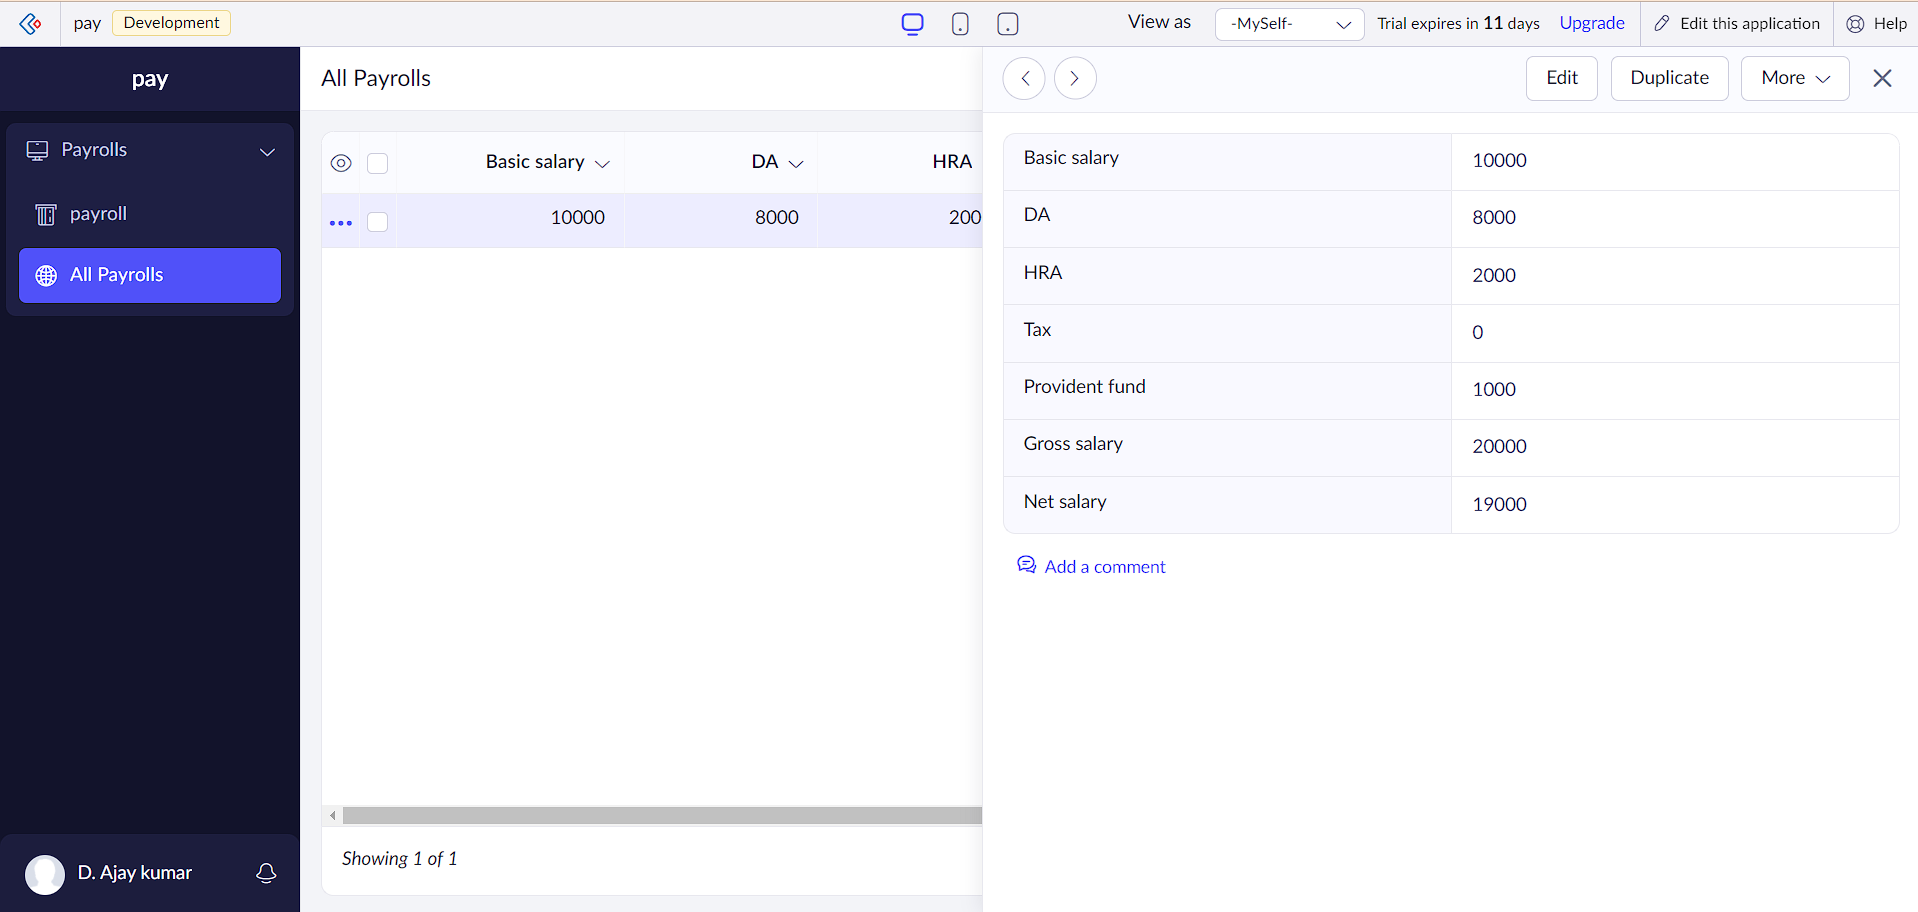 pay Development View as -MySelf- Trial expires in 11 days Upgrade Edit this application Help
pay
Payrolls
payroll
All Payrolls
D. Ajay kumar
All Payrolls
Basic salary DA HRA
10000 8000 200
Showing 1 of 1
Edit Duplicate More
Basic salary 10000
DA 8000
HRA 2000
Tax 0
Provident fund 1000
Gross salary 20000
Net salary 19000
Add a comment